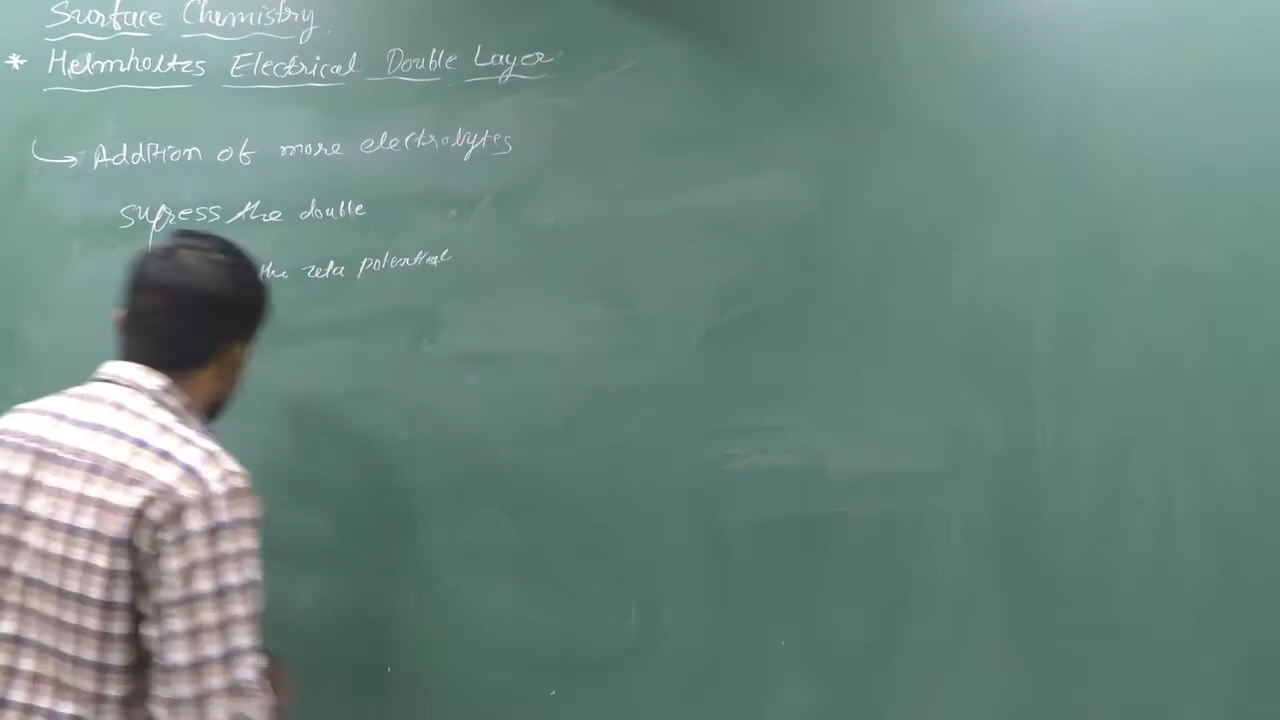 Surface Chemistry
* Helmholtzs Electrical Double Layer
↳ Addition of more electrolytes
supress the double
the zeta potential